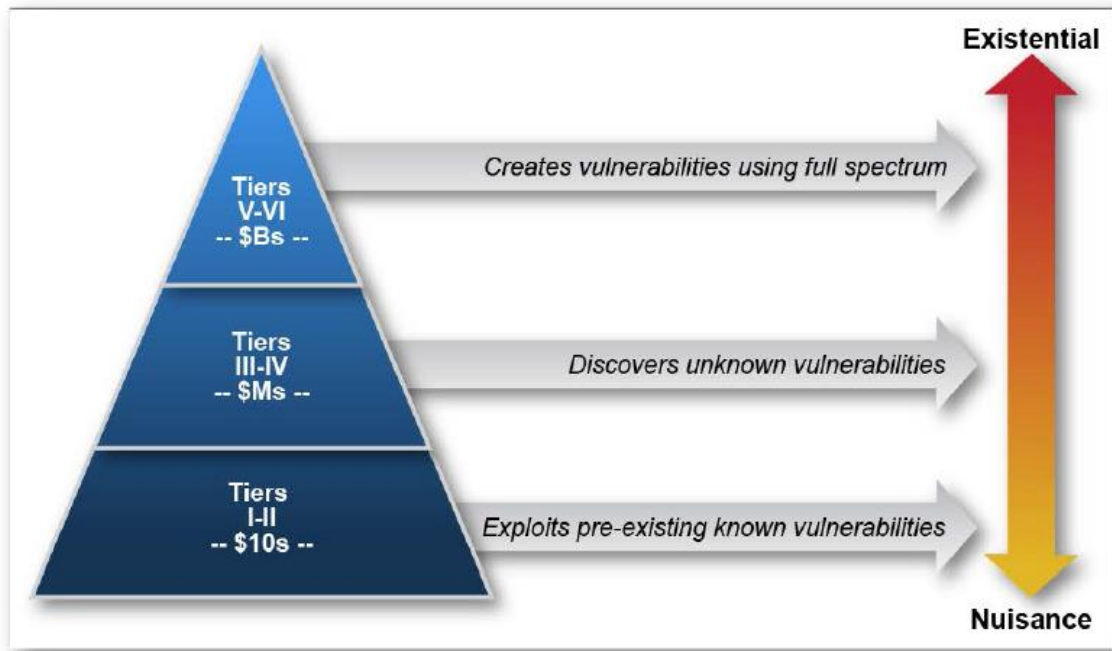 Existential
Creates vulnerabilities using full spectrum
Tiers
V-VI
-- $Bs --
Tiers
III-IV
-- $Ms --
Discovers unknown vulnerabilities
Tiers
I-II
-- $10s --
Exploits pre-existing known vulnerabilities
Nuisance